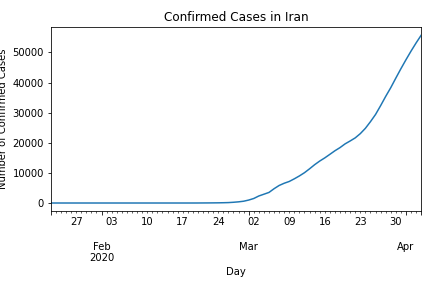 Confirmed Cases in Iran
Number of Confirmed Cases
50000
40000
30000
20000
10000
0
27 03 10 17 24 02 09 16 23 30
Feb Mar Apr
2020
Day